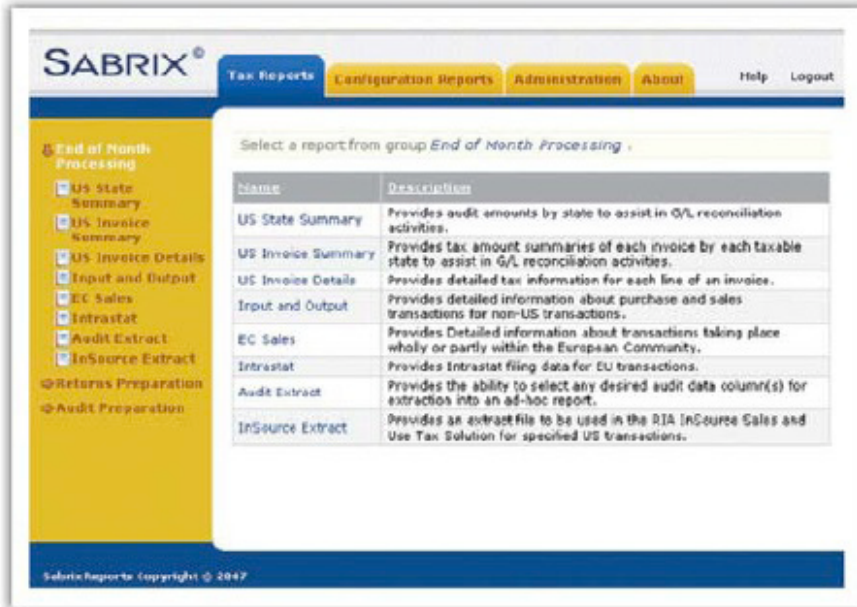 SABRIX©
Tax Reports Configuration Reports Administration About Help Logout
End of Month
Processing
US State
Summary
US Invoice
Summary
US Invoice Details
Input and Output
EC Sales
Intrastat
Audit Extract
InSource Extract
Returns Preparation
Audit Preparation
Select a report from group End of Month Processing .
Name Description
US State Summary Provides audit amounts by state to assist in G/L reconciliation
activities.
US Invoice Summary Provides tax amount summaries of each invoice by each taxable
state to assist in G/L reconciliation activities.
US Invoice Details Provides detailed tax information for each line of an invoice.
Input and Output Provides detailed information about purchase and sales
transactions for non-US transactions.
EC Sales Provides Detailed information about transactions taking place
wholly or partly within the European Community.
Intrastat Provides Intrastat filing data for EU transactions.
Audit Extract Provides the ability to select any desired audit data column(s) for
extraction into an ad-hoc report.
InSource Extract Provides an extract file to be used in the RIA InSource Sales and
Use Tax Solution for specified US transactions.
Sabrix Reports Copyright © 2047